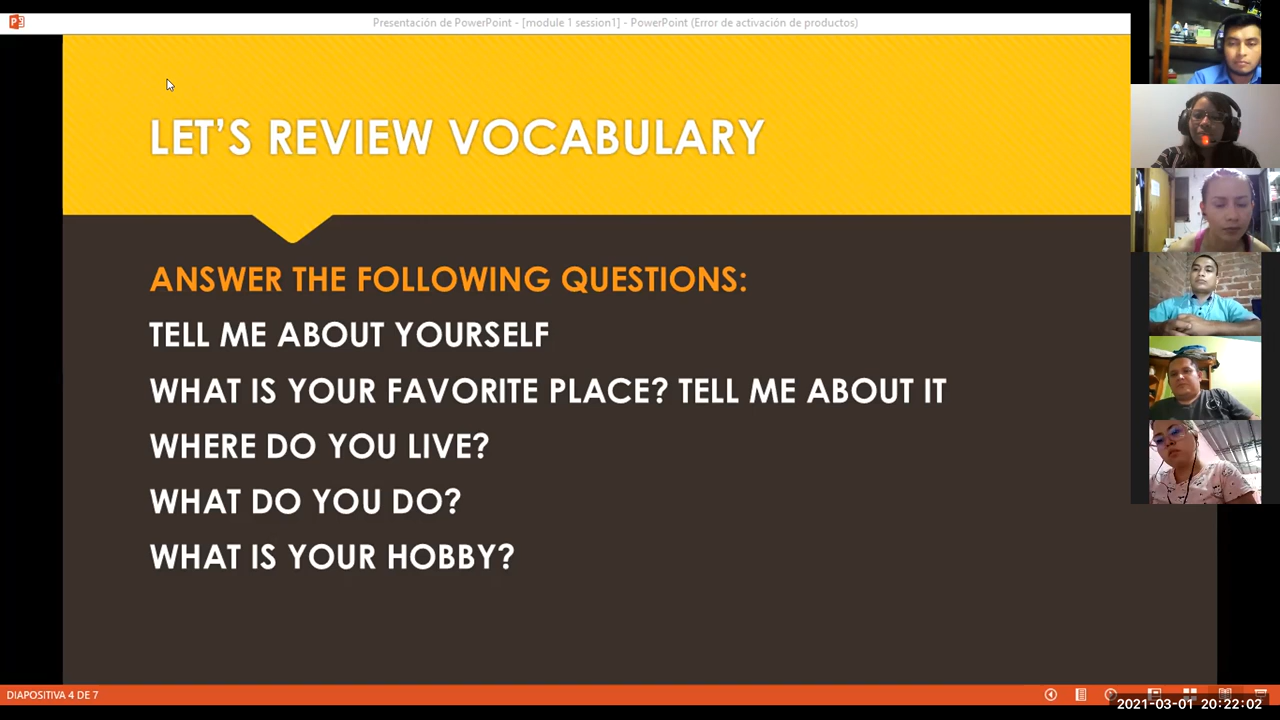 Presentación de PowerPoint - [module 1 session1] - PowerPoint (Error de activación de productos)
LET’S REVIEW VOCABULARY
ANSWER THE FOLLOWING QUESTIONS:
TELL ME ABOUT YOURSELF
WHAT IS YOUR FAVORITE PLACE? TELL ME ABOUT IT
WHERE DO YOU LIVE?
WHAT DO YOU DO?
WHAT IS YOUR HOBBY?
DIAPOSITIVA 4 DE 7
2021-03-01 20:22:02